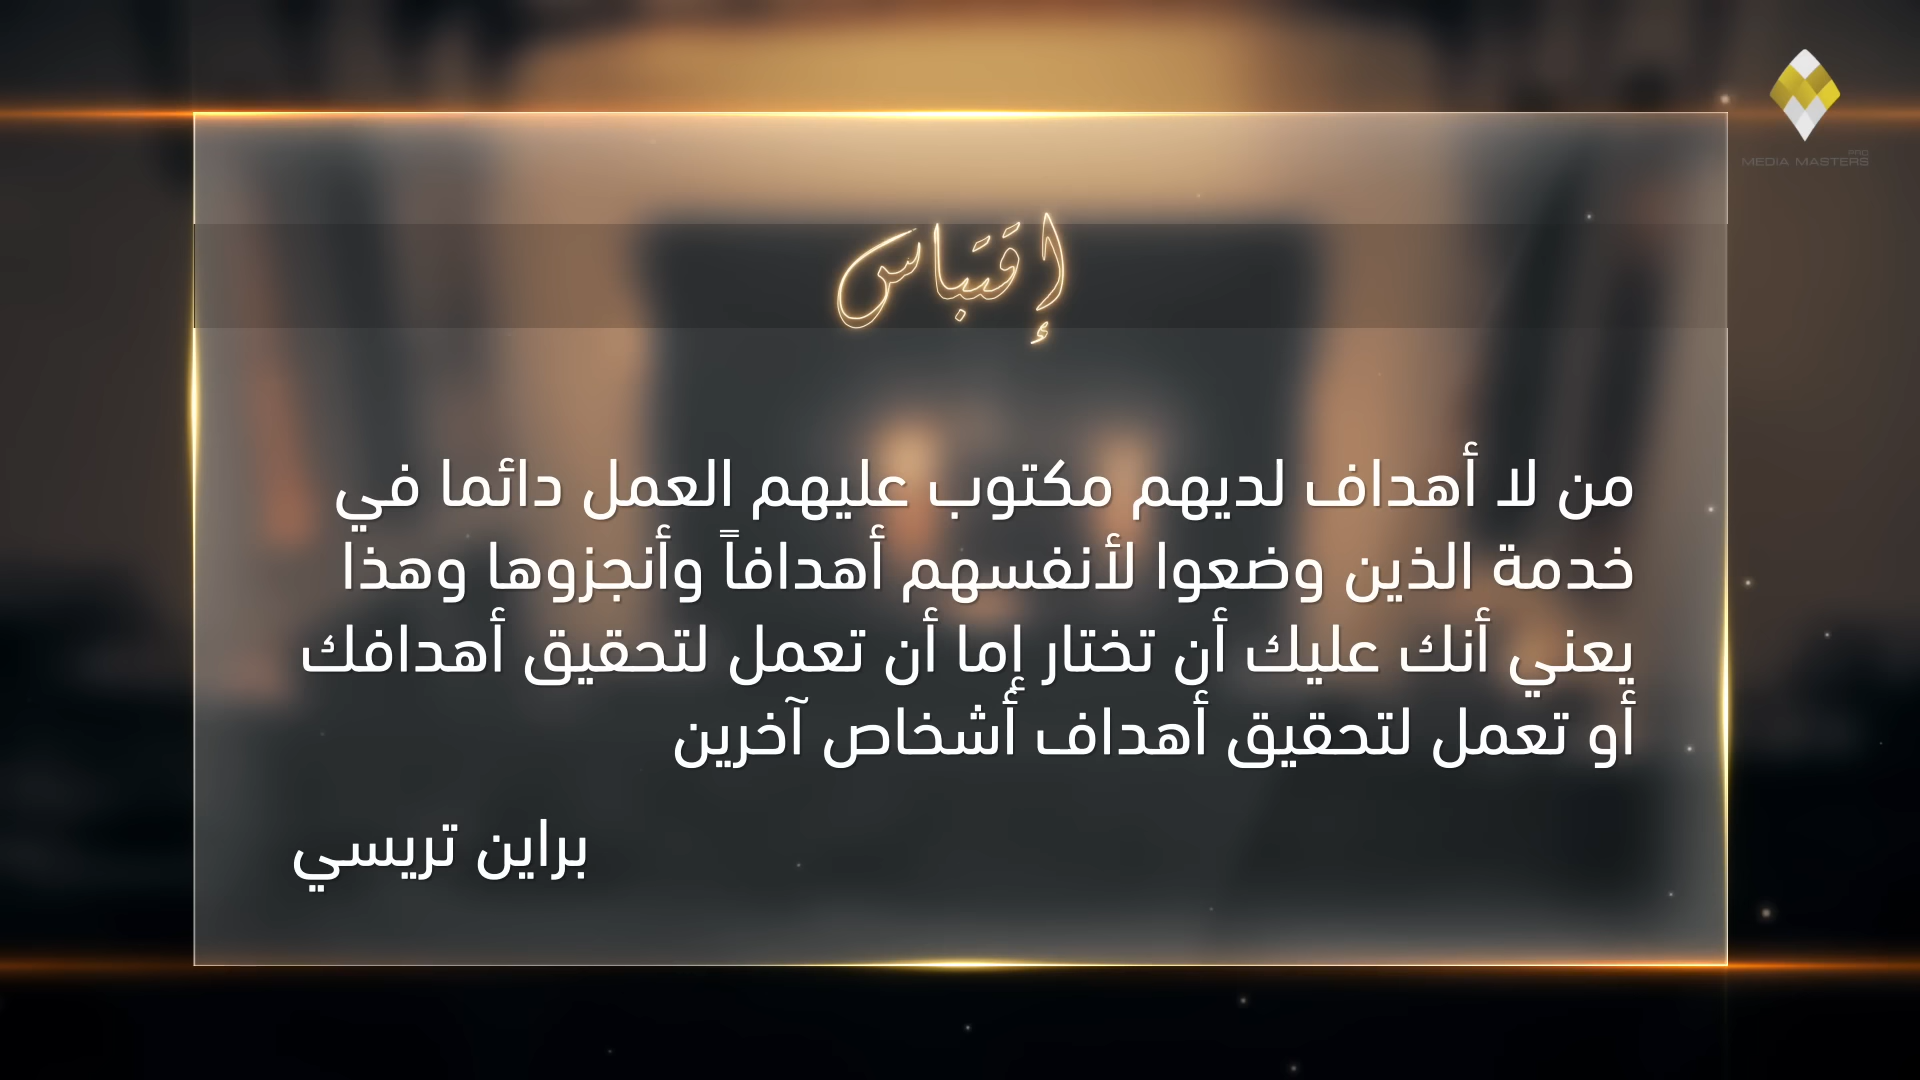 PRO
MEDIA MASTERS
إقتباس
من لا أهداف لديهم مكتوب عليهم العمل دائما في
خدمة الذين وضعوا لأنفسهم أهدافاً وأنجزوها وهذا
يعني أنك عليك أن تختار إما أن تعمل لتحقيق أهدافك
أو تعمل لتحقيق أهداف أشخاص آخرين
براين تريسي